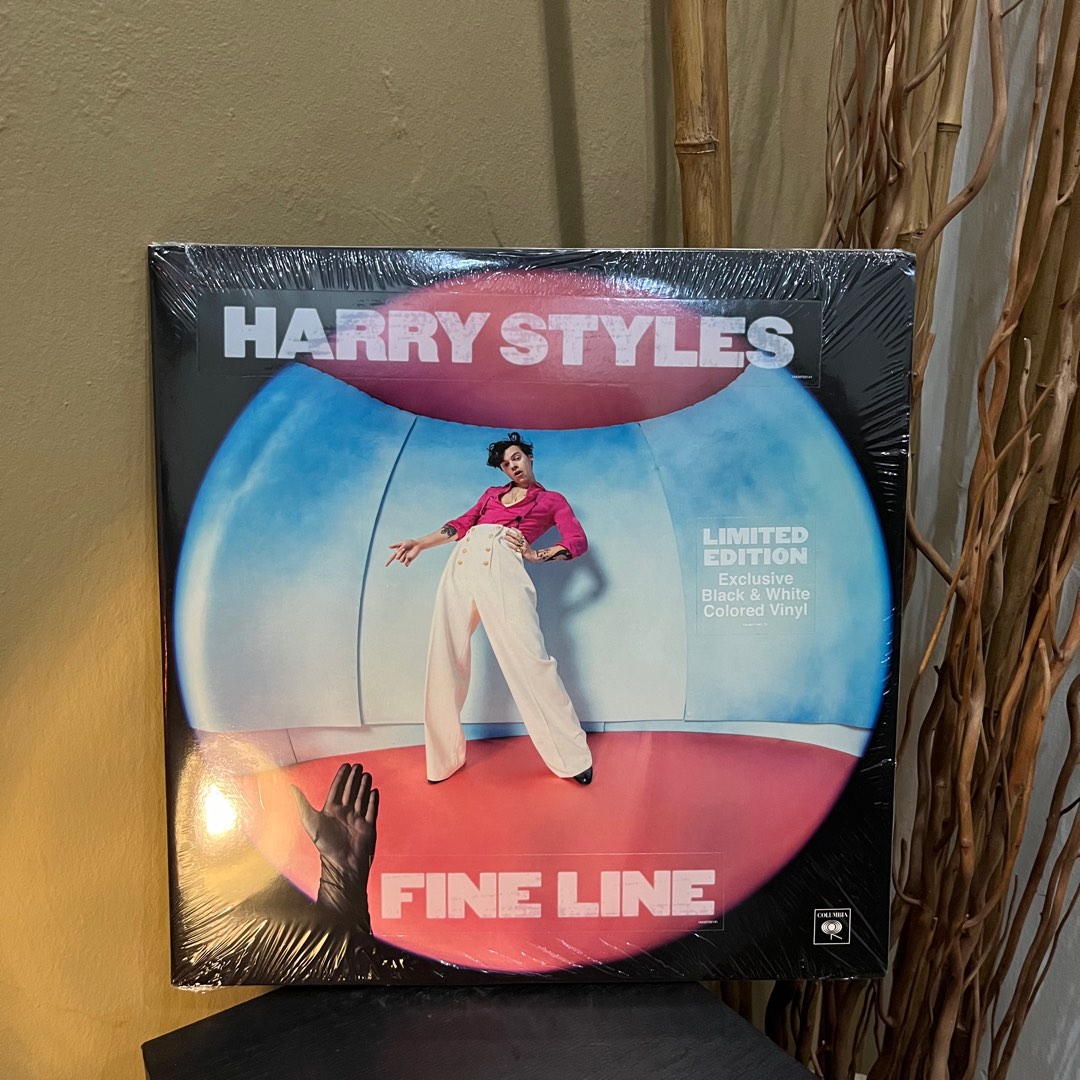 HARRY STYLES
LIMITED
EDITION
Exclusive
Black & White
Colored Vinyl
FINE LINE
COLUMBIA